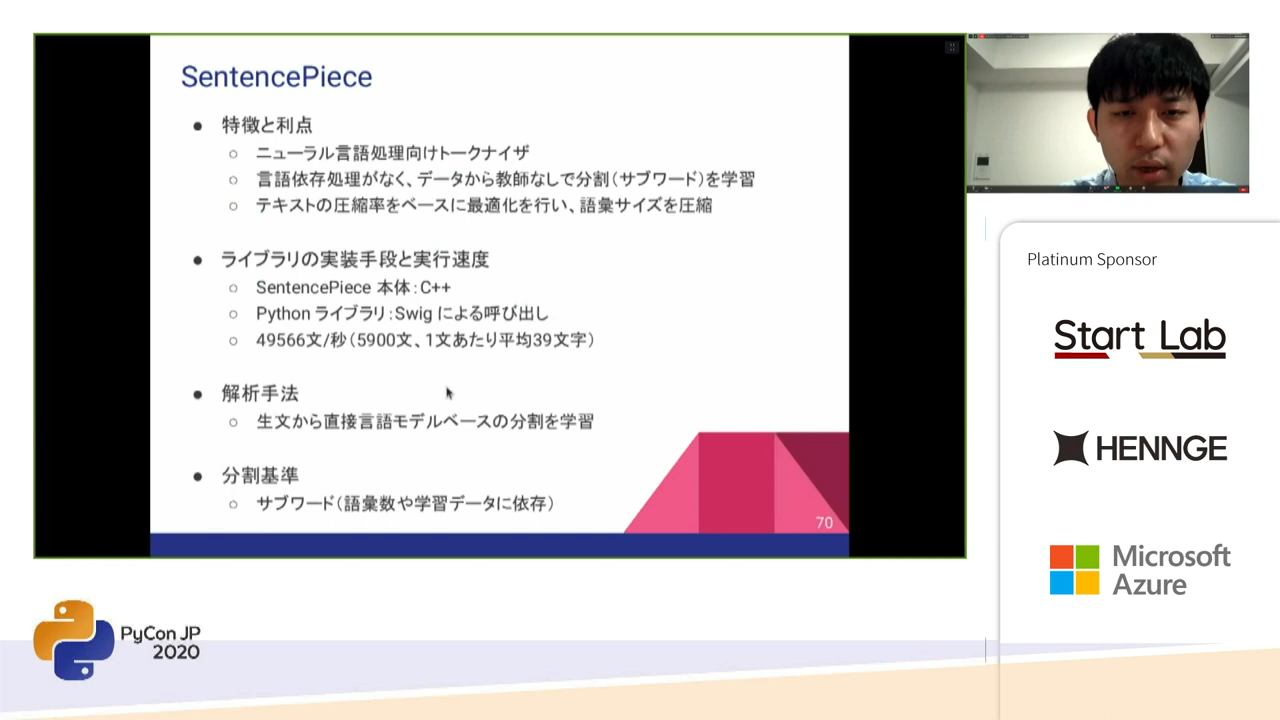 SentencePiece
● 特徴と利点
○ ニューラル言語処理向けトークナイザ
○ 言語依存処理がなく、データから教師なしで分割（サブワード）を学習
○ テキストの圧縮率をベースに最適化を行い、語彙サイズを圧縮
● ライブラリの実装手段と実行速度
○ SentencePiece 本体：C++
○ Python ライブラリ：Swig による呼び出し
○ 49566文/秒（5900文、1文あたり平均39文字）
● 解析手法
○ 生文から直接言語モデルベースの分割を学習
● 分割基準
○ サブワード（語彙数や学習データに依存）
70
Platinum Sponsor
Start Lab
HENNGE
Microsoft
Azure
PyCon JP
2020